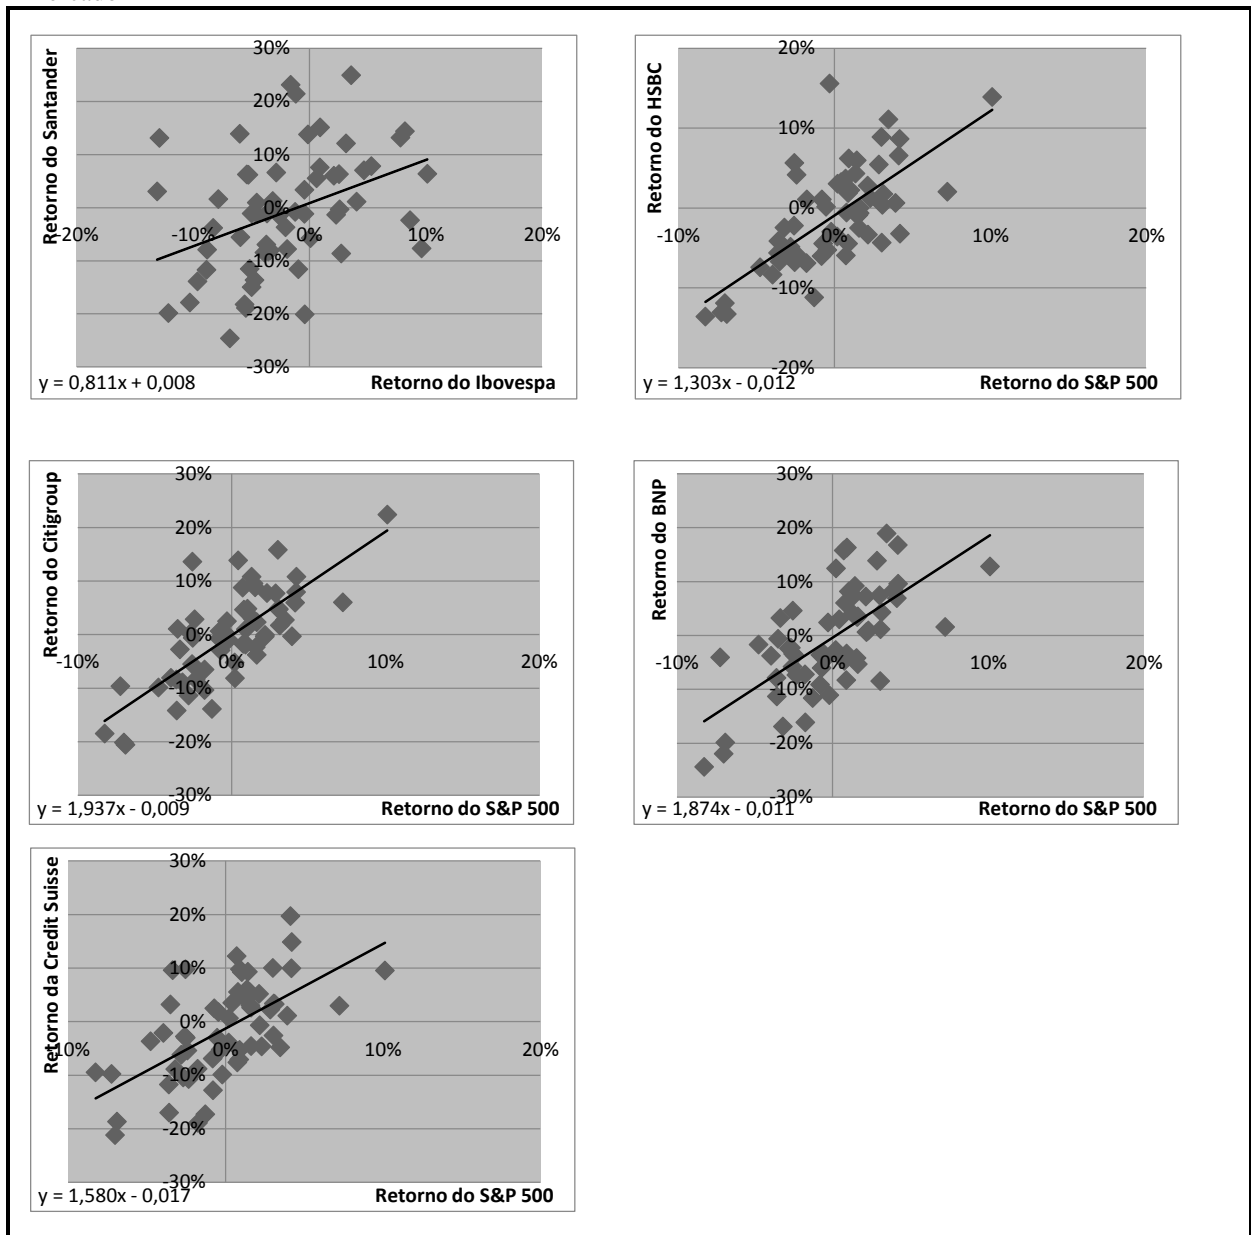 Retorno do Santander
30%
20%
10%
0%
-20% -10% 0% 10% 20%
-10%
-20%
-30%
y = 0,811x + 0,008 Retorno do Ibovespa
Retorno do HSBC
20%
10%
0%
-10% 0% 10% 20%
-10%
-20%
y = 1,303x - 0,012 Retorno do S&P 500
Retorno do Citigroup
30%
20%
10%
0%
-10% 0% 10% 20%
-10%
-20%
-30%
y = 1,937x - 0,009 Retorno do S&P 500
Retorno do BNP
30%
20%
10%
0%
-10% 0% 10% 20%
-10%
-20%
-30%
y = 1,874x - 0,011 Retorno do S&P 500
Retorno da Credit Suisse
30%
20%
10%
0%
-10% 0% 10% 20%
-10%
-20%
-30%
y = 1,580x - 0,017 Retorno do S&P 500